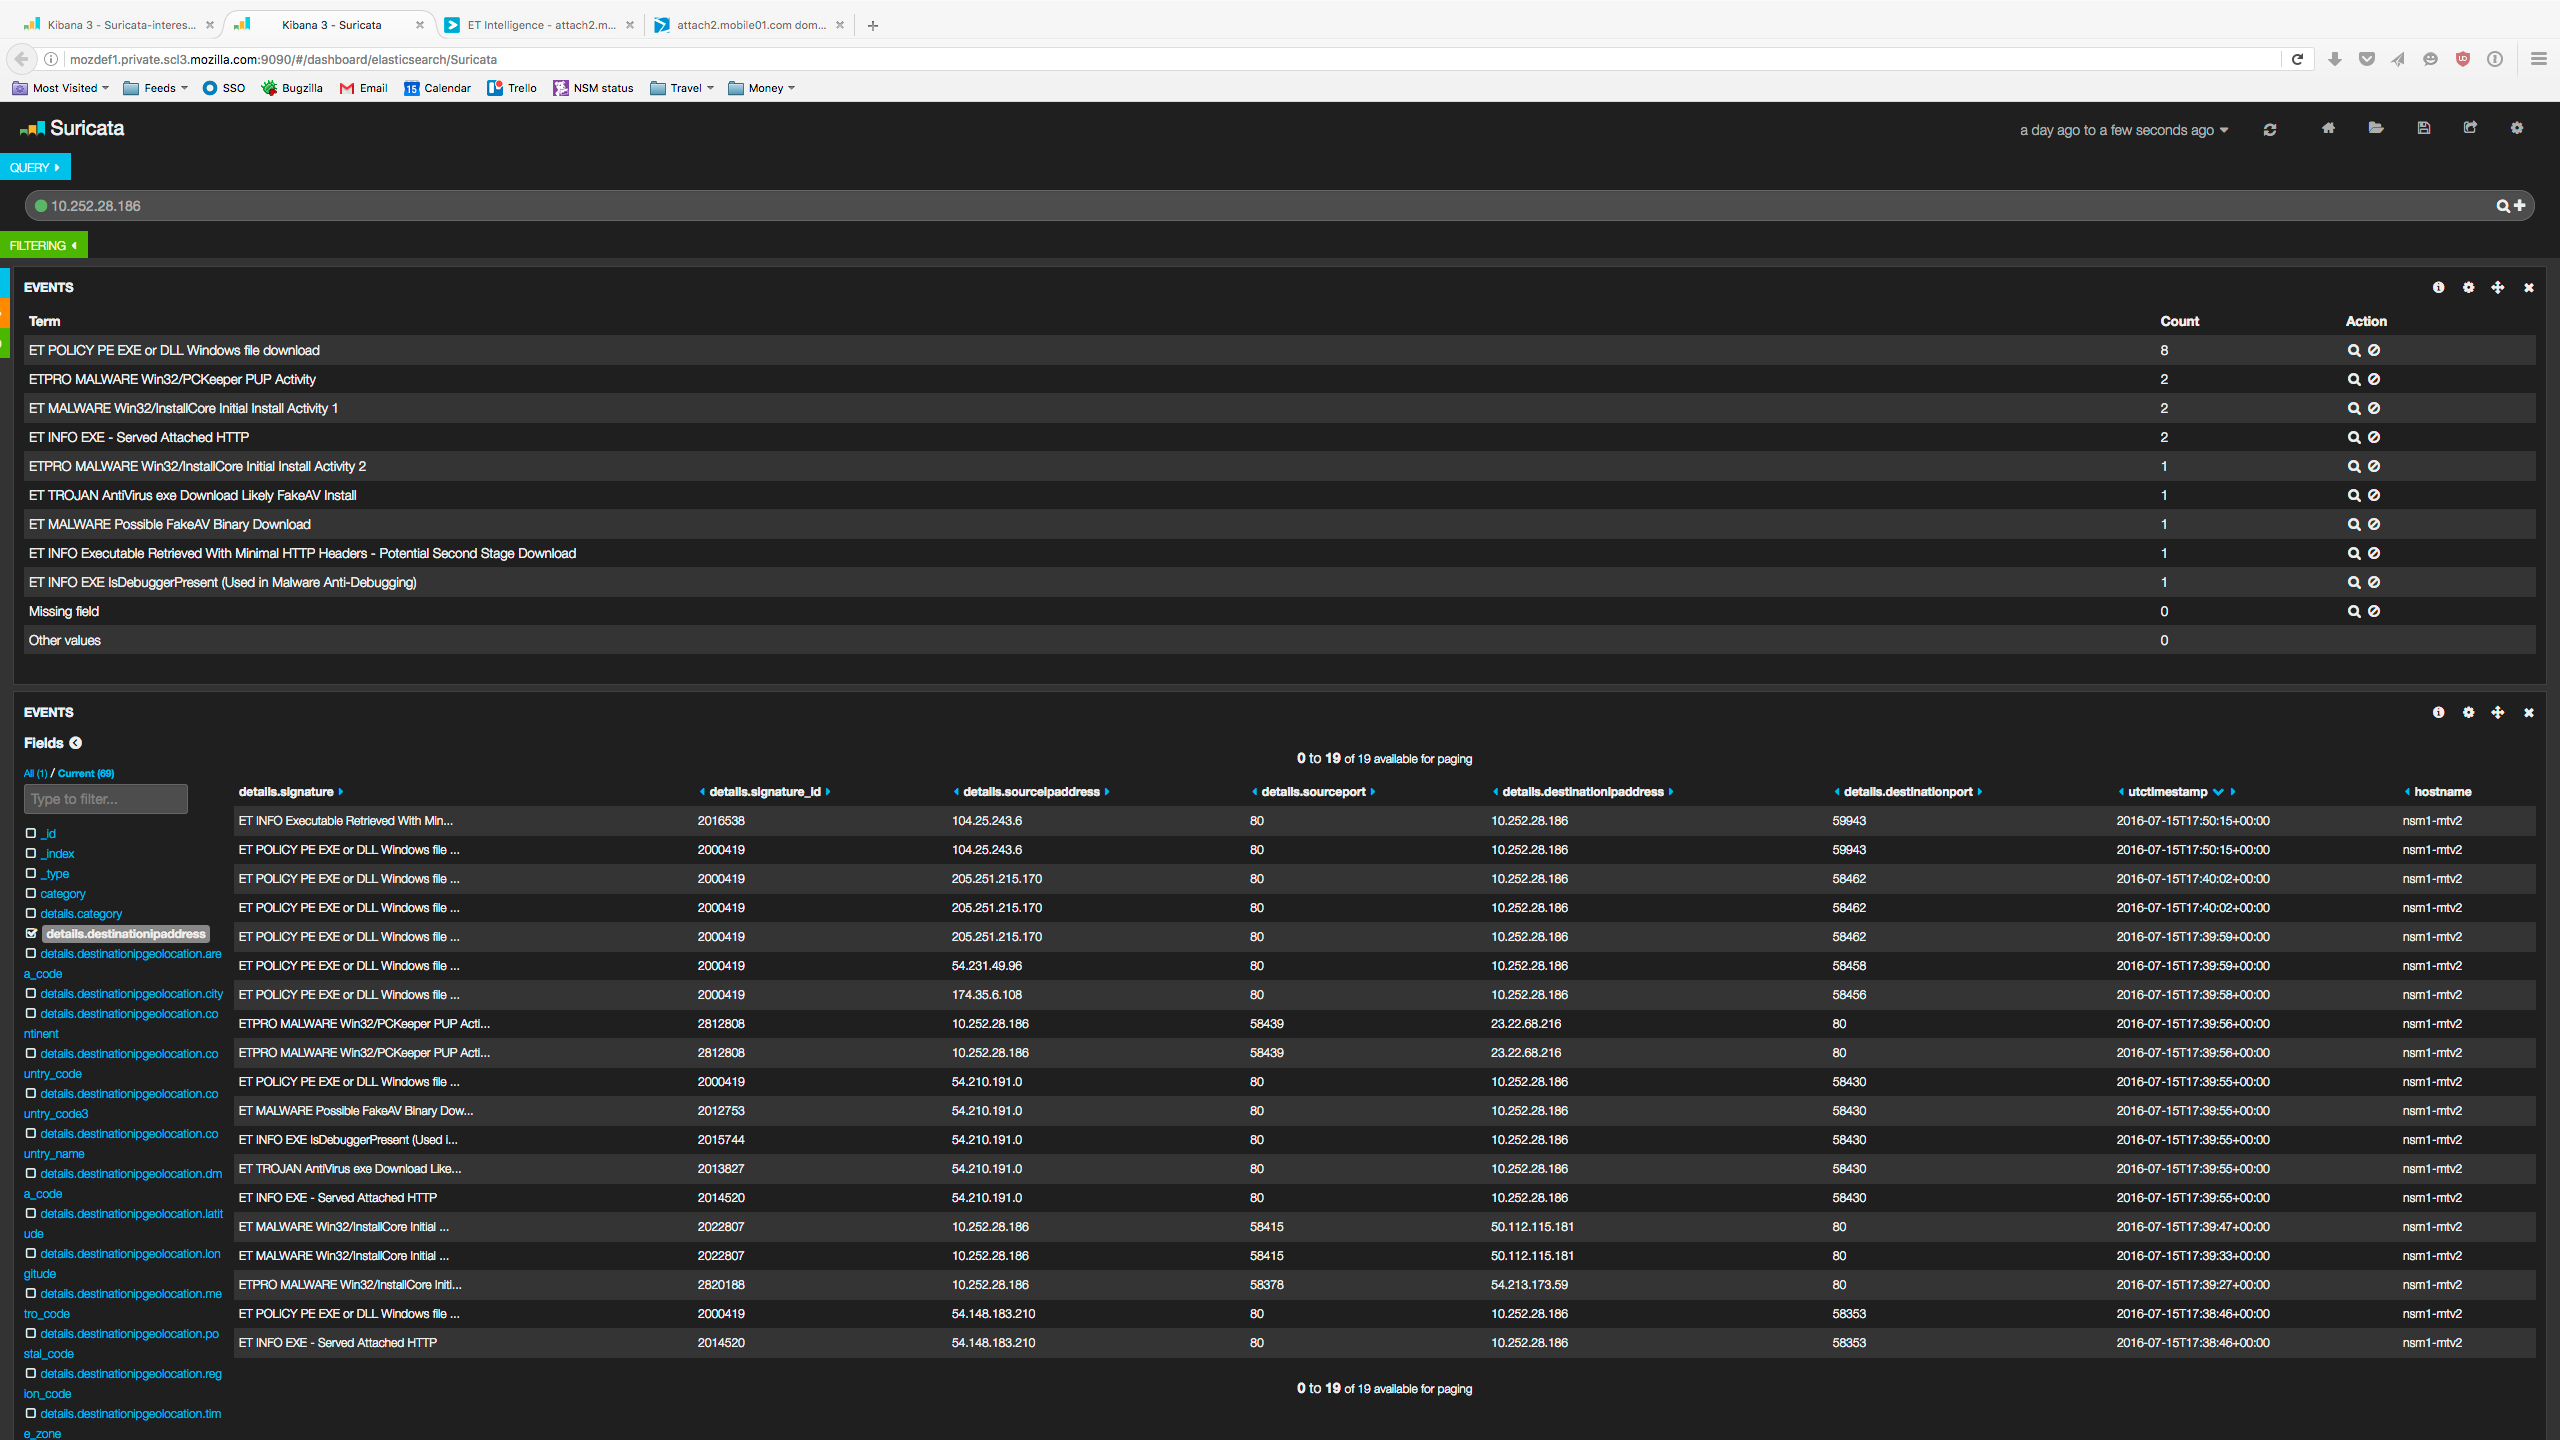 Kibana 3 - Suricata-interes...
Kibana 3 - Suricata
ET Intelligence - attach2.m...
attach2.mobile01.com dom...
mozdef1.private.scl3.mozilla.com:9090/#/dashboard/elasticsearch/Suricata
Most Visited Feeds SSO Bugzilla Email 15 Calendar Trello NSM status Travel Money
Suricata
a day ago to a few seconds ago
QUERY
10.252.28.186
FILTERING
EVENTS
Term Count Action
ET POLICY PE EXE or DLL Windows file download 8
ETPRO MALWARE Win32/PCKeeper PUP Activity 2
ET MALWARE Win32/InstallCore Initial Install Activity 1 2
ET INFO EXE - Served Attached HTTP 2
ETPRO MALWARE Win32/InstallCore Initial Install Activity 2 1
ET TROJAN AntiVirus exe Download Likely FakeAV Install 1
ET MALWARE Possible FakeAV Binary Download 1
ET INFO Executable Retrieved With Minimal HTTP Headers - Potential Second Stage Download 1
ET INFO EXE IsDebuggerPresent (Used in Malware Anti-Debugging) 1
Missing field 0
Other values 0
EVENTS
Fields
All (1) / Current (69)
Type to filter...
_id
_index
_type
category
details.category
details.destinationipaddress
details.destinationipgeolocation.are
a_code
details.destinationipgeolocation.city
details.destinationipgeolocation.co
ntinent
details.destinationipgeolocation.co
untry_code
details.destinationipgeolocation.co
untry_code3
details.destinationipgeolocation.co
untry_name
details.destinationipgeolocation.dm
a_code
details.destinationipgeolocation.latit
ude
details.destinationipgeolocation.lon
gitude
details.destinationipgeolocation.me
tro_code
details.destinationipgeolocation.po
stal_code
details.destinationipgeolocation.reg
ion_code
details.destinationipgeolocation.tim
e_zone
0 to 19 of 19 available for paging
details.signature details.signature_id details.sourceipaddress details.sourceport details.destinationipaddress details.destinationport utctimestamp hostname
ET INFO Executable Retrieved With Min... 2016538 104.25.243.6 80 10.252.28.186 59943 2016-07-15T17:50:15+00:00 nsm1-mtv2
ET POLICY PE EXE or DLL Windows file ... 2000419 104.25.243.6 80 10.252.28.186 59943 2016-07-15T17:50:15+00:00 nsm1-mtv2
ET POLICY PE EXE or DLL Windows file ... 2000419 205.251.215.170 80 10.252.28.186 58462 2016-07-15T17:40:02+00:00 nsm1-mtv2
ET POLICY PE EXE or DLL Windows file ... 2000419 205.251.215.170 80 10.252.28.186 58462 2016-07-15T17:40:02+00:00 nsm1-mtv2
ET POLICY PE EXE or DLL Windows file ... 2000419 205.251.215.170 80 10.252.28.186 58462 2016-07-15T17:39:59+00:00 nsm1-mtv2
ET POLICY PE EXE or DLL Windows file ... 2000419 54.231.49.96 80 10.252.28.186 58458 2016-07-15T17:39:59+00:00 nsm1-mtv2
ET POLICY PE EXE or DLL Windows file ... 2000419 174.35.6.108 80 10.252.28.186 58456 2016-07-15T17:39:58+00:00 nsm1-mtv2
ETPRO MALWARE Win32/PCKeeper PUP Acti... 2812808 10.252.28.186 58439 23.22.68.216 80 2016-07-15T17:39:56+00:00 nsm1-mtv2
ETPRO MALWARE Win32/PCKeeper PUP Acti... 2812808 10.252.28.186 58439 23.22.68.216 80 2016-07-15T17:39:56+00:00 nsm1-mtv2
ET POLICY PE EXE or DLL Windows file ... 2000419 54.210.191.0 80 10.252.28.186 58430 2016-07-15T17:39:55+00:00 nsm1-mtv2
ET MALWARE Possible FakeAV Binary Dow... 2012753 54.210.191.0 80 10.252.28.186 58430 2016-07-15T17:39:55+00:00 nsm1-mtv2
ET INFO EXE IsDebuggerPresent (Used i... 2015744 54.210.191.0 80 10.252.28.186 58430 2016-07-15T17:39:55+00:00 nsm1-mtv2
ET TROJAN AntiVirus exe Download Like... 2013827 54.210.191.0 80 10.252.28.186 58430 2016-07-15T17:39:55+00:00 nsm1-mtv2
ET INFO EXE - Served Attached HTTP 2014520 54.210.191.0 80 10.252.28.186 58430 2016-07-15T17:39:55+00:00 nsm1-mtv2
ET MALWARE Win32/InstallCore Initial ... 2022807 10.252.28.186 58415 50.112.115.181 80 2016-07-15T17:39:47+00:00 nsm1-mtv2
ET MALWARE Win32/InstallCore Initial ... 2022807 10.252.28.186 58415 50.112.115.181 80 2016-07-15T17:39:33+00:00 nsm1-mtv2
ETPRO MALWARE Win32/InstallCore Initi... 2820188 10.252.28.186 58378 54.213.173.59 80 2016-07-15T17:39:27+00:00 nsm1-mtv2
ET POLICY PE EXE or DLL Windows file ... 2000419 54.148.183.210 80 10.252.28.186 58353 2016-07-15T17:38:46+00:00 nsm1-mtv2
ET INFO EXE - Served Attached HTTP 2014520 54.148.183.210 80 10.252.28.186 58353 2016-07-15T17:38:46+00:00 nsm1-mtv2
0 to 19 of 19 available for paging